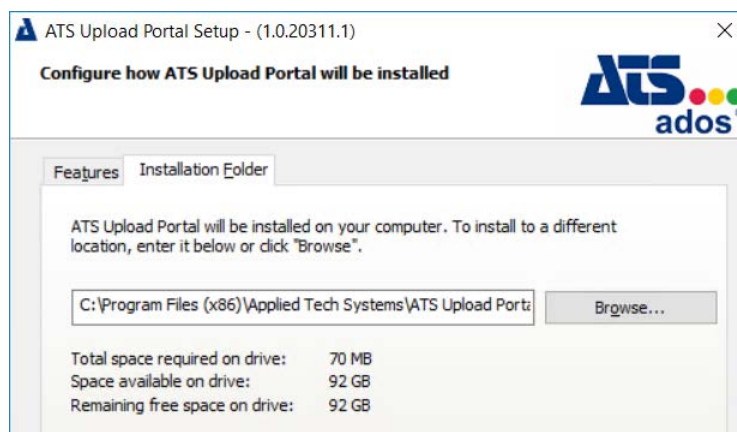 ATS Upload Portal Setup - (1.0.20311.1)
Configure how ATS Upload Portal will be installed
ATS
ados
Features
Installation Folder
ATS Upload Portal will be installed on your computer. To install to a different
location, enter it below or click "Browse".
C:\Program Files (x86)\Applied Tech Systems\ATS Upload Porta
Browse...
Total space required on drive: 70 MB
Space available on drive: 92 GB
Remaining free space on drive: 92 GB